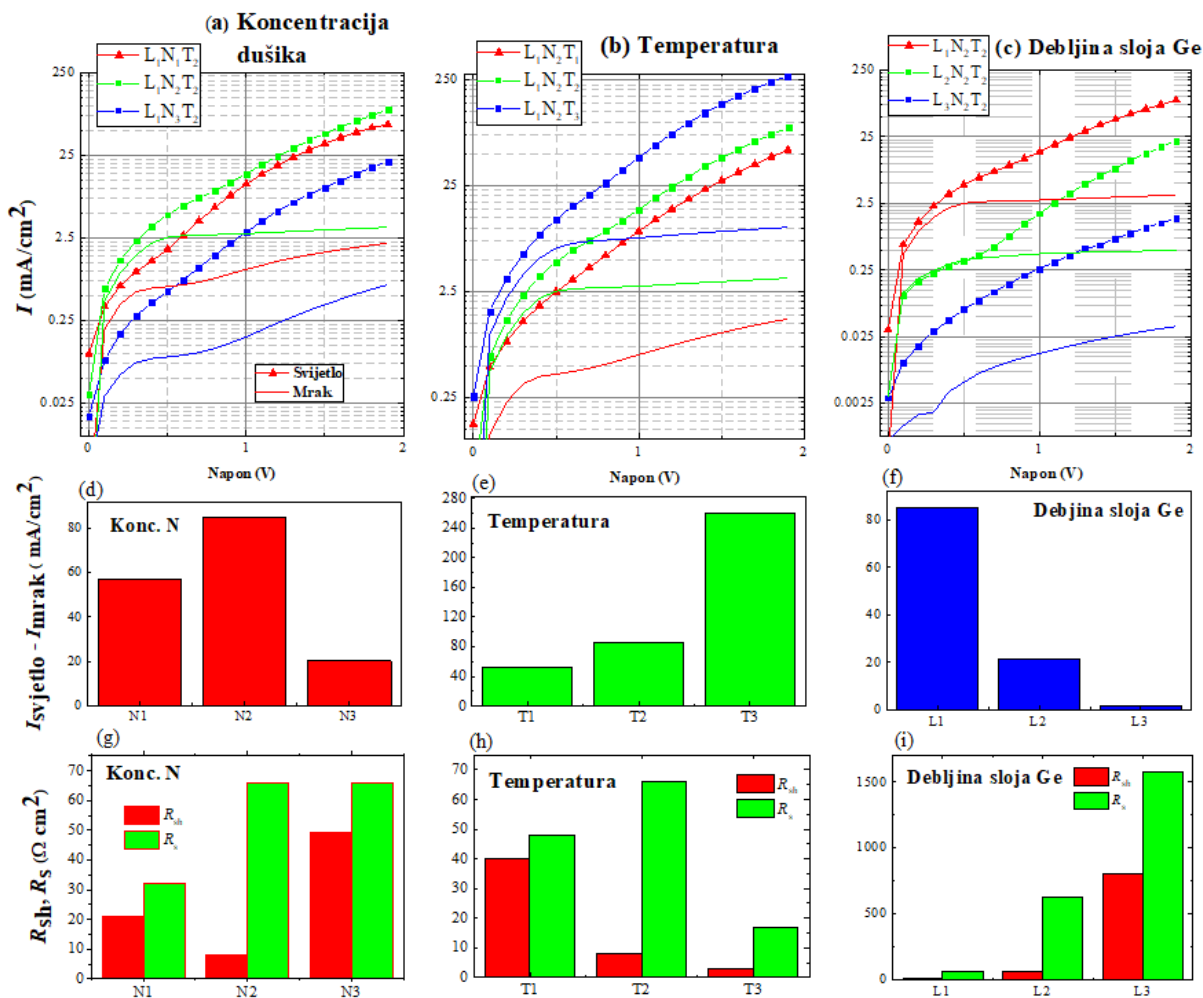 (a) Koncentracija
dušika
L₁N₁T₂
L₁N₂T₂
L₁N₃T₂
250
25
2.5
0.25
0.025
I (mA/cm²)
Svijetlo
Mrak
0 1 2
Napon (V)
(b) Temperatura
L₁N₂T₁
L₁N₂T₂
L₁N₂T₃
250
25
2.5
0.25
0 1 2
Napon (V)
(c) Debljina sloja Ge
L₁N₂T₂
L₂N₂T₂
L₃N₂T₂
250
25
2.5
0.25
0.025
0.0025
0 1 2
Napon (V)
(d)
Konc. N
80
60
40
20
0
Isvjetlo - Imrak (mA/cm²)
N1 N2 N3
(e)
Temperatura
280
240
200
160
120
80
40
0
T1 T2 T3
(f)
Debjina sloja Ge
80
60
40
20
0
L1 L2 L3
(g)
Konc. N
Rsh
Rs
70
60
50
40
30
20
10
0
Rsh, Rs (Ω cm²)
N1 N2 N3
(h)
Temperatura
Rsh
Rs
70
60
50
40
30
20
10
0
T1 T2 T3
(i)
Debljina sloja Ge
Rsh
Rs
1500
1000
500
0
L1 L2 L3